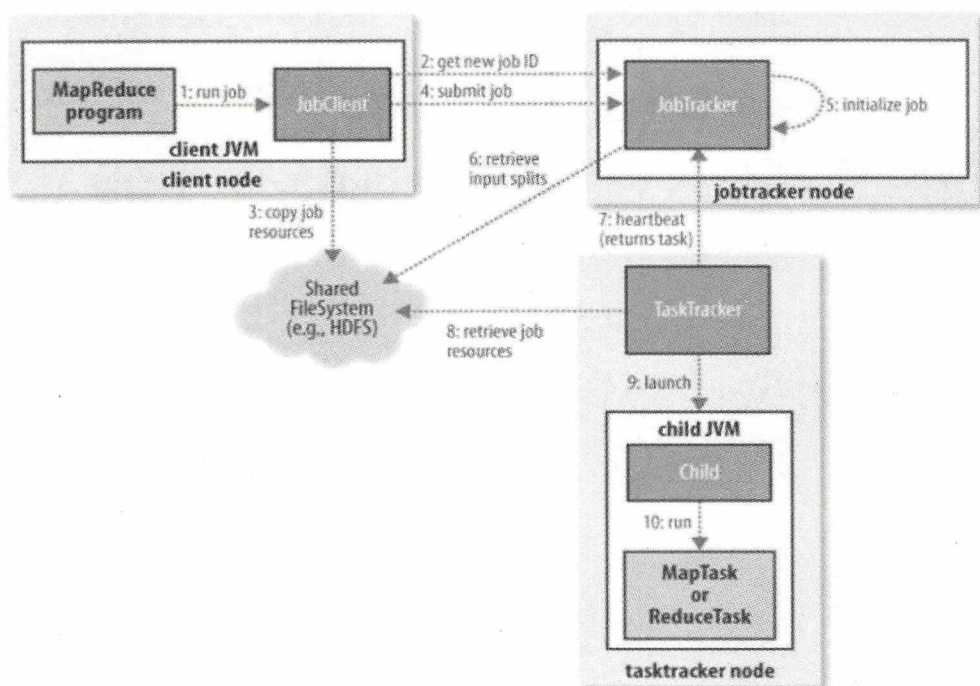 MapReduce
program
1: run job
JobClient
client JVM
client node
2: get new job ID
4: submit job
JobTracker
5: initialize job
jobtracker node
3: copy job
resources
6: retrieve
input splits
7: heartbeat
(returns task)
Shared
FileSystem
(e.g., HDFS)
8: retrieve job
resources
TaskTracker
9: launch
child JVM
Child
10: run
MapTask
or
ReduceTask
tasktracker node